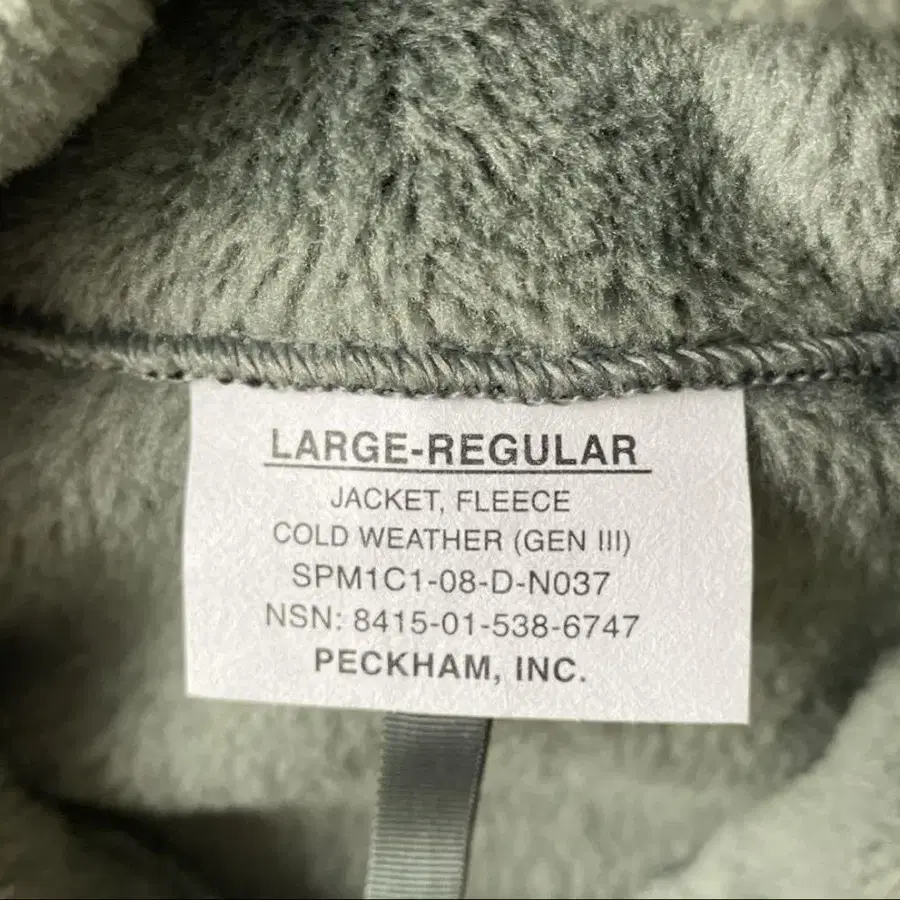 LARGE-REGULAR
JACKET, FLEECE
COLD WEATHER (GEN III)
SPM1C1-08-D-N037
NSN: 8415-01-538-6747
PECKHAM, INC.